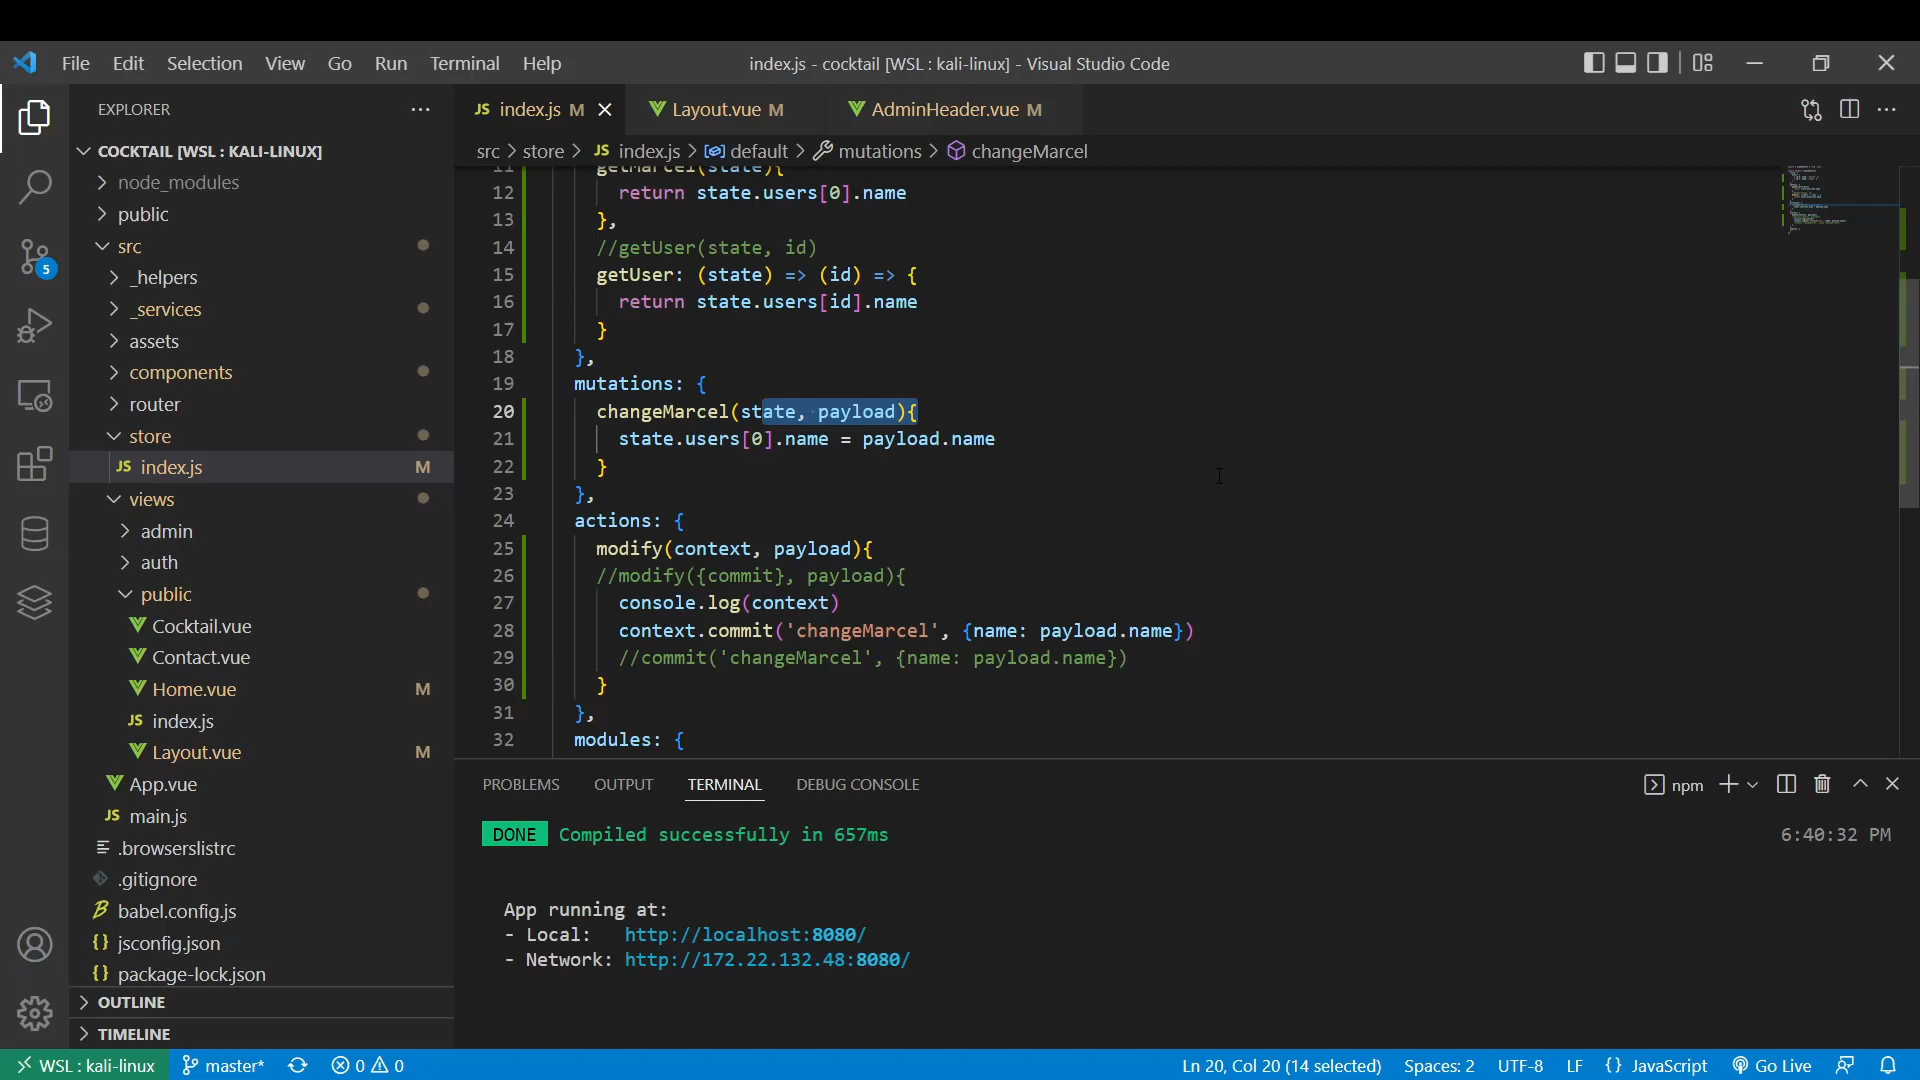 File Edit Selection View Go Run Terminal Help
index.js - cocktail [WSL : kali-linux] - Visual Studio Code
EXPLORER
COCKTAIL [WSL : KALI-LINUX]
node_modules
public
src
_helpers
_services
assets
components
router
store
JS index.js M
views
admin
auth
public
Cocktail.vue
Contact.vue
Home.vue M
JS index.js
Layout.vue M
App.vue
JS main.js
.browserslistrc
.gitignore
babel.config.js
{} jsconfig.json
{} package-lock.json
OUTLINE
TIMELINE
5
JS index.js M
Layout.vue M
AdminHeader.vue M
src > store > JS index.js > default > mutations > changeMarcel
11 getMarcel(state){
12 return state.users[0].name
13 },
14 //getUser(state, id)
15 getUser: (state) => (id) => {
16 return state.users[id].name
17 }
18 },
19 mutations: {
20 changeMarcel(state, payload){
21 state.users[0].name = payload.name
22 }
23 },
24 actions: {
25 modify(context, payload){
26 //modify({commit}, payload){
27 console.log(context)
28 context.commit('changeMarcel', {name: payload.name})
29 //commit('changeMarcel', {name: payload.name})
30 }
31 },
32 modules: {
PROBLEMS OUTPUT TERMINAL DEBUG CONSOLE
npm
DONE Compiled successfully in 657ms 6:40:32 PM
App running at:
- Local: http://localhost:8080/
- Network: http://172.22.132.48:8080/
WSL : kali-linux master* 0 0 Ln 20, Col 20 (14 selected) Spaces: 2 UTF-8 LF {} JavaScript Go Live